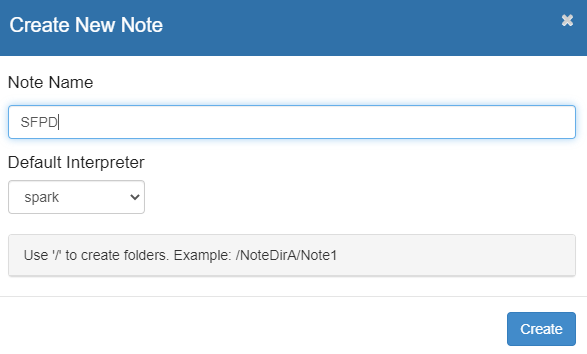 Create New Note
Note Name
SFPD
Default Interpreter
spark
Use '/' to create folders. Example: /NoteDirA/Note1
Create